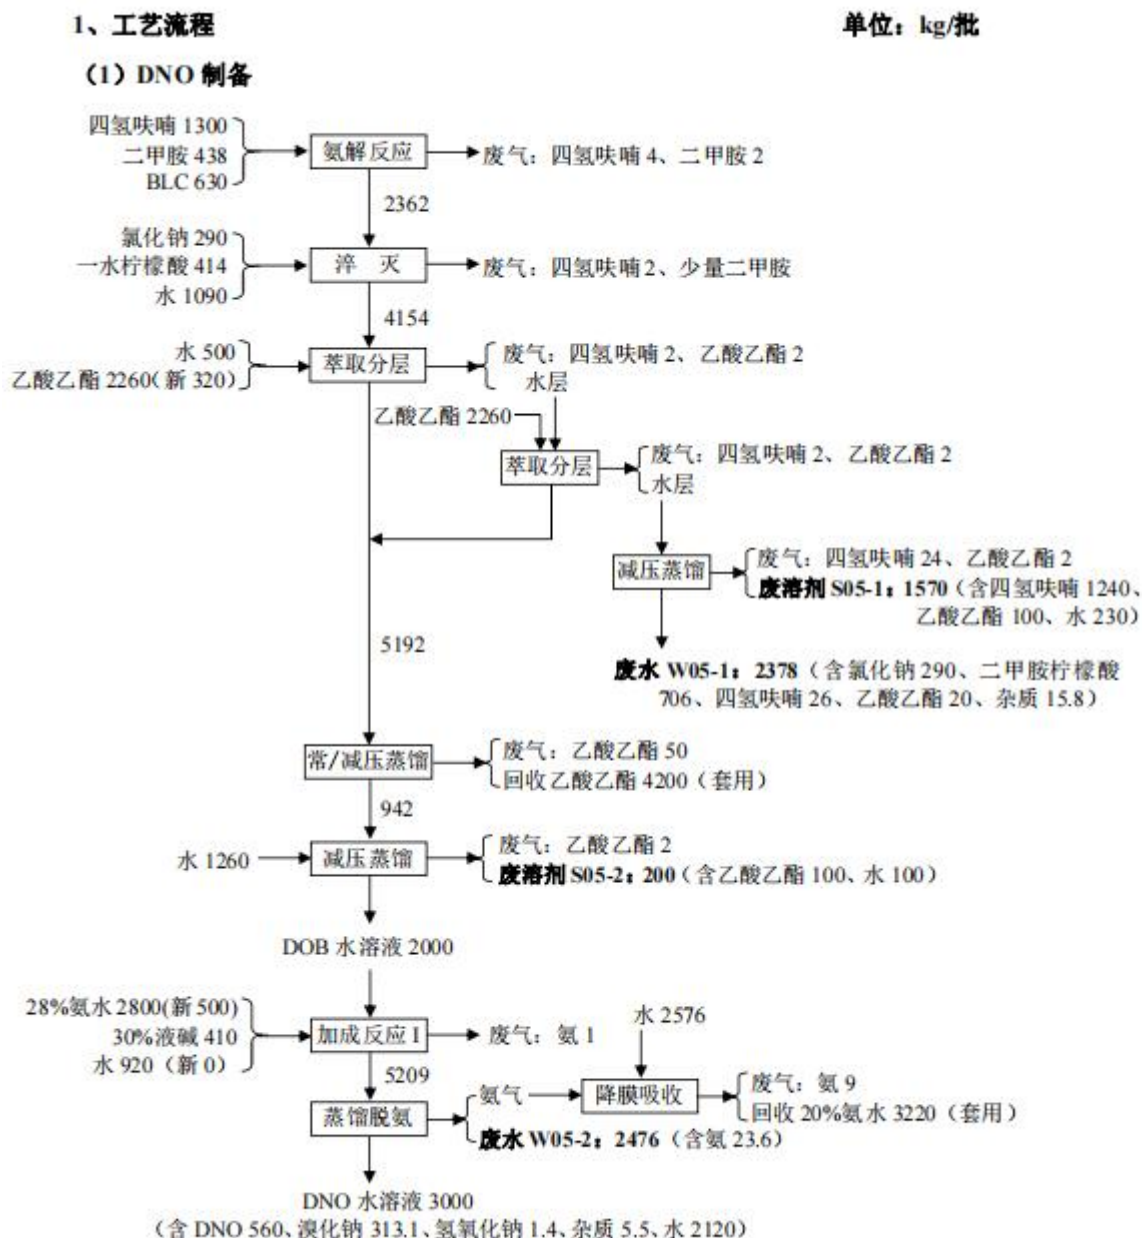 1、工艺流程 单位：kg/批
（1）DNO 制备
四氢呋喃 1300
二甲胺 438
BLC 630
氨解反应
废气：四氢呋喃 4、二甲胺 2
2362
氯化钠 290
一水柠檬酸 414
水 1090
淬 灭
废气：四氢呋喃 2、少量二甲胺
4154
水 500
乙酸乙酯 2260（新 320）
萃取分层
废气：四氢呋喃 2、乙酸乙酯 2
水层
乙酸乙酯 2260
萃取分层
废气：四氢呋喃 2、乙酸乙酯 2
水层
减压蒸馏
废气：四氢呋喃 24、乙酸乙酯 2
废溶剂 S05-1：1570（含四氢呋喃 1240、
乙酸乙酯 100、水 230）
5192
废水 W05-1：2378（含氯化钠 290、二甲胺柠檬酸
706、四氢呋喃 26、乙酸乙酯 20、杂质 15.8）
常/减压蒸馏
废气：乙酸乙酯 50
回收乙酸乙酯 4200（套用）
942
水 1260
减压蒸馏
废气：乙酸乙酯 2
废溶剂 S05-2：200（含乙酸乙酯 100、水 100）
DOB 水溶液 2000
28%氨水 2800(新 500)
30%液碱 410
水 920（新 0）
加成反应 I
废气：氨 1
水 2576
5209
蒸馏脱氨
氨气
降膜吸收
废气：氨 9
回收 20%氨水 3220（套用）
废水 W05-2：2476（含氨 23.6）
DNO 水溶液 3000
（含 DNO 560、溴化钠 313.1、氢氧化钠 1.4、杂质 5.5、水 2120）